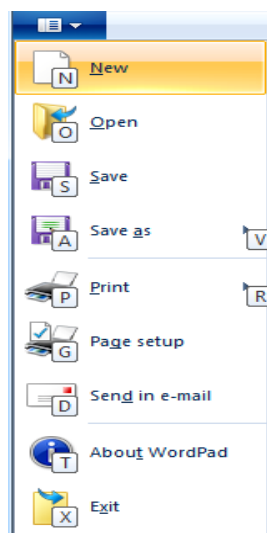 New
N
Open
O
Save
S
Save as
A
V
Print
P
R
Page setup
G
Send in e-mail
D
About WordPad
T
Exit
X